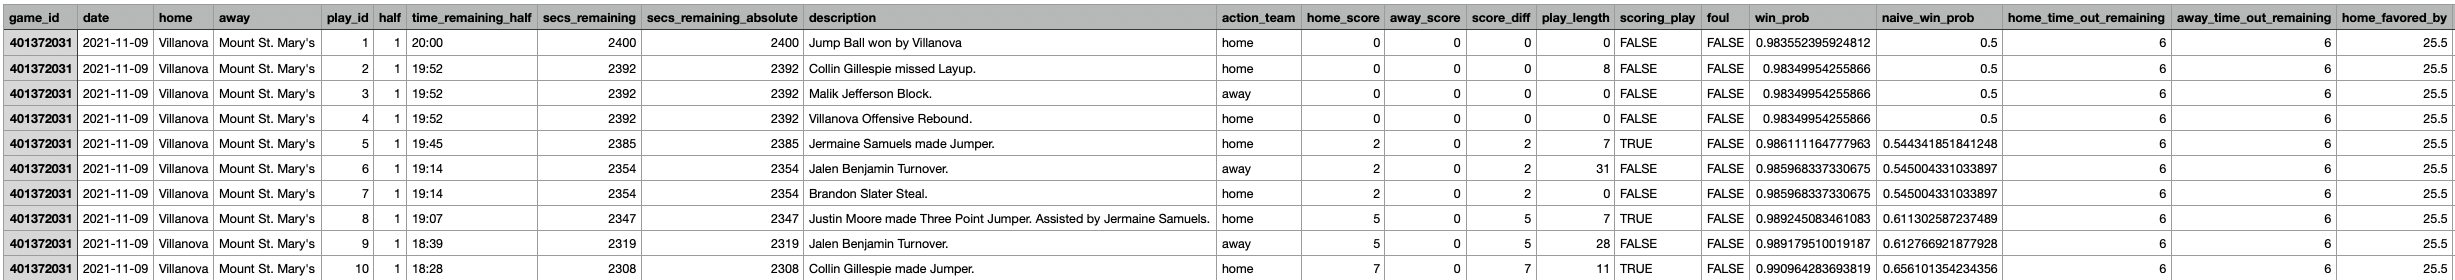 game_id date home away play_id half time_remaining_half secs_remaining secs_remaining_absolute description action_team home_score away_score score_diff play_length scoring_play foul win_prob naive_win_prob home_time_out_remaining away_time_out_remaining home_favored_by
401372031 2021-11-09 Villanova Mount St. Mary's 1 1 20:00 2400 2400 Jump Ball won by Villanova home 0 0 0 0 FALSE FALSE 0.983552395924812 0.5 6 6 25.5
401372031 2021-11-09 Villanova Mount St. Mary's 2 1 19:52 2392 2392 Collin Gillespie missed Layup. home 0 0 0 8 FALSE FALSE 0.98349954255866 0.5 6 6 25.5
401372031 2021-11-09 Villanova Mount St. Mary's 3 1 19:52 2392 2392 Malik Jefferson Block. away 0 0 0 0 FALSE FALSE 0.98349954255866 0.5 6 6 25.5
401372031 2021-11-09 Villanova Mount St. Mary's 4 1 19:52 2392 2392 Villanova Offensive Rebound. home 0 0 0 0 FALSE FALSE 0.98349954255866 0.5 6 6 25.5
401372031 2021-11-09 Villanova Mount St. Mary's 5 1 19:45 2385 2385 Jermaine Samuels made Jumper. home 2 0 2 7 TRUE FALSE 0.986111164777963 0.544341851841248 6 6 25.5
401372031 2021-11-09 Villanova Mount St. Mary's 6 1 19:14 2354 2354 Jalen Benjamin Turnover. away 2 0 2 31 FALSE FALSE 0.985968337330675 0.545004331033897 6 6 25.5
401372031 2021-11-09 Villanova Mount St. Mary's 7 1 19:14 2354 2354 Brandon Slater Steal. home 2 0 2 0 FALSE FALSE 0.985968337330675 0.545004331033897 6 6 25.5
401372031 2021-11-09 Villanova Mount St. Mary's 8 1 19:07 2347 2347 Justin Moore made Three Point Jumper. Assisted by Jermaine Samuels. home 5 0 5 7 TRUE FALSE 0.989245083461083 0.611302587237489 6 6 25.5
401372031 2021-11-09 Villanova Mount St. Mary's 9 1 18:39 2319 2319 Jalen Benjamin Turnover. away 5 0 5 28 FALSE FALSE 0.989179510019187 0.612766921877928 6 6 25.5
401372031 2021-11-09 Villanova Mount St. Mary's 10 1 18:28 2308 2308 Collin Gillespie made Jumper. home 7 0 7 11 TRUE FALSE 0.990964283693819 0.656101354234356 6 6 25.5